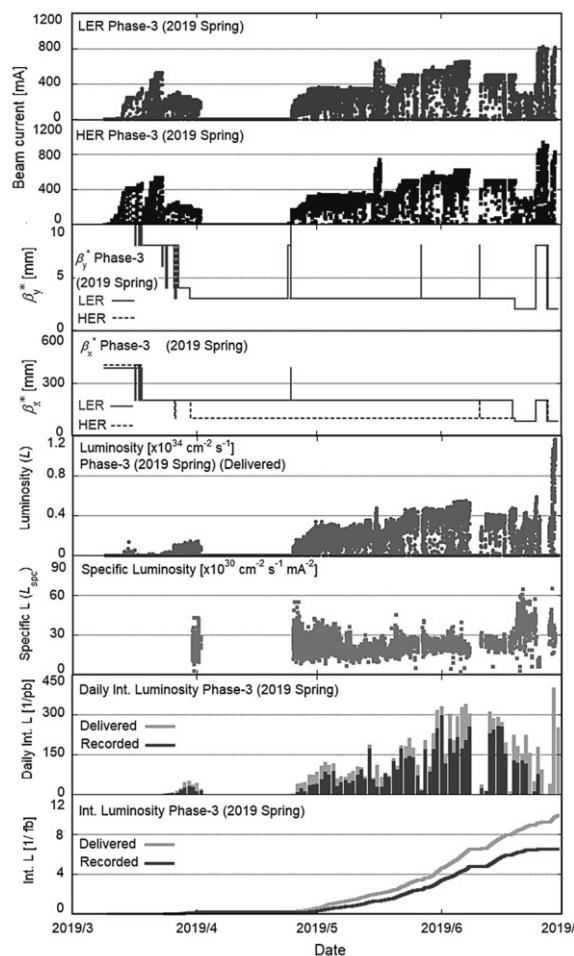 LER Phase-3 (2019 Spring)
1200
800
400
0
Beam current [mA]
HER Phase-3 (2019 Spring)
1200
800
400
0
β*y Phase-3
(2019 Spring)
LER
HER
10
5
0
β*y [mm]
β*x Phase-3 (2019 Spring)
LER
HER
600
300
0
β*x [mm]
Luminosity [x10³⁴ cm⁻² s⁻¹]
Phase-3 (2019 Spring) (Delivered)
1.2
0.8
0.4
0
Luminosity (L)
Specific Luminosity [x10³⁰ cm⁻² s⁻¹ mA⁻²]
90
60
30
0
Specific L (Lspc)
Daily Int. Luminosity Phase-3 (2019 Spring)
Delivered
Recorded
450
300
150
0
Daily Int. L [1/pb]
Int. Luminosity Phase-3 (2019 Spring)
Delivered
Recorded
12
8
4
0
Int. L [1/ fb]
2019/3 2019/4 2019/5 2019/6 2019/
Date